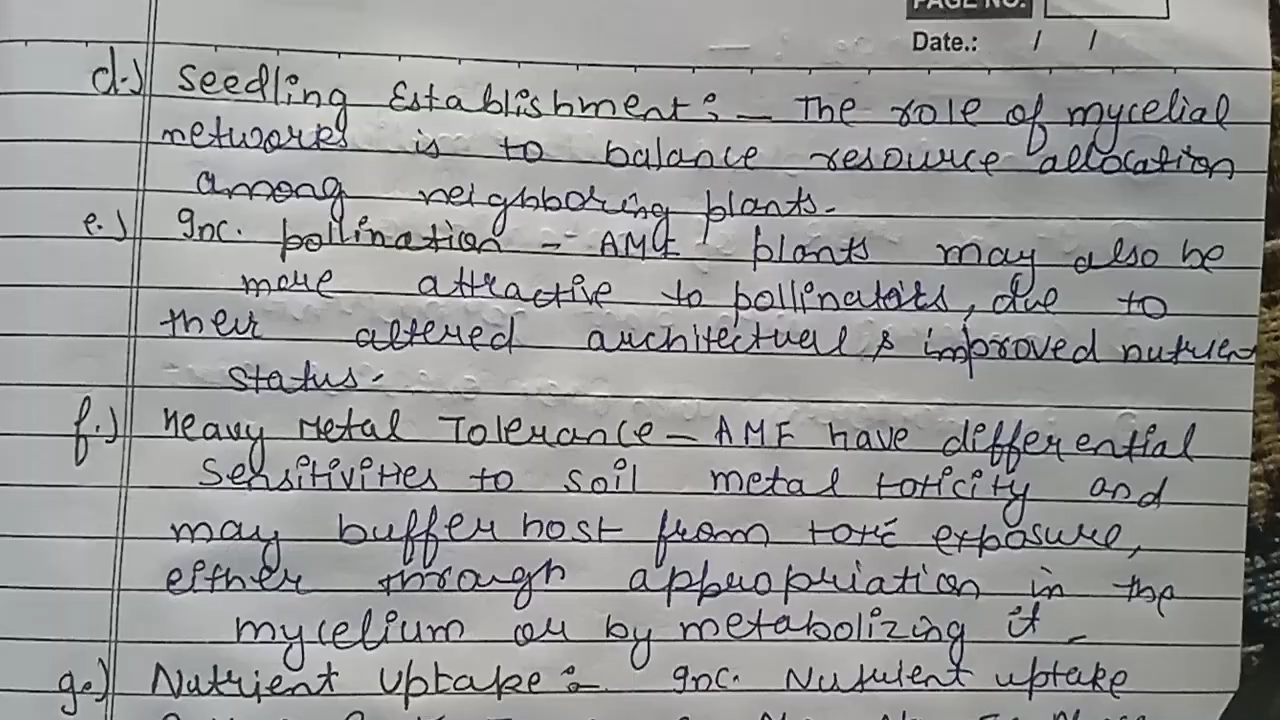 PAGE NO.
Date.: / /
d.) Seedling Establishment :- The role of mycelial
networks is to balance resource allocation
among neighboring plants.
e.) Inc. pollination - AMF plants may also be
more attractive to pollinators, due to
their altered architectural & improved nutrien
status.
f.) Heavy Metal Tolerance - AMF have differential
sensitivities to soil metal toxicity and
may buffer host from toxic exposure,
either through appropriation in the
mycelium or by metabolizing it.
g.) Nutrient Uptake :- Inc. Nutrient uptake